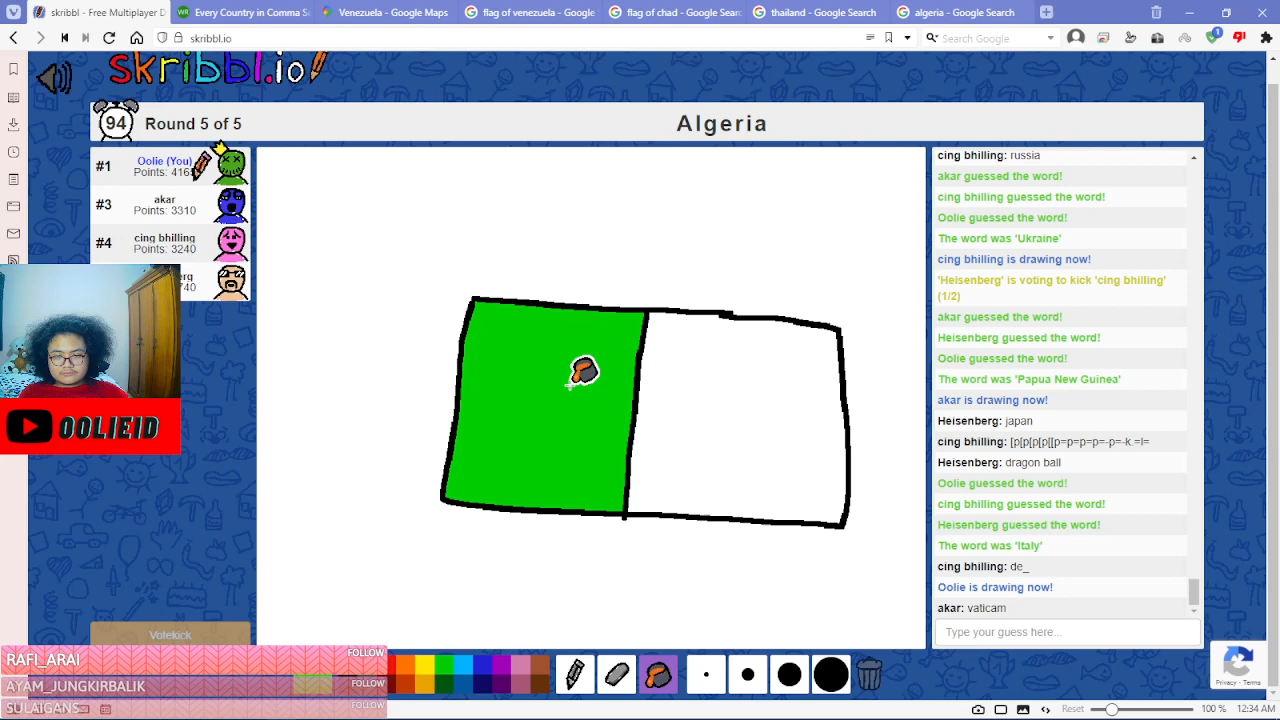 skribbl - Free Multiplayer D
Every Country in Comma S
Venezuela - Google Maps
flag of venezuela - Google
flag of chad - Google Searc
thailand - Google Search
algeria - Google Search
skribbl.io
Search Google
1
skribbl.io
94
Round 5 of 5
Algeria
#1
Oolie (You)
Points: 4165
#3
akar
Points: 3310
#4
cing bhilling
Points: 3240
OOLIEID
Votekick
RAFI_ARAI
FOLLOW
AYAM_JUNGKIRBALIK
FOLLOW
SULAIGANS
FOLLOW
cing bhilling: russia
akar guessed the word!
cing bhilling guessed the word!
Oolie guessed the word!
The word was 'Ukraine'
cing bhilling is drawing now!
'Heisenberg' is voting to kick 'cing bhilling'
(1/2)
akar guessed the word!
Heisenberg guessed the word!
Oolie guessed the word!
The word was 'Papua New Guinea'
akar is drawing now!
Heisenberg: japan
cing bhilling: [p[p[p[p[[p=p=p=p=-p=-k.=l=
Heisenberg: dragon ball
Oolie guessed the word!
cing bhilling guessed the word!
Heisenberg guessed the word!
The word was 'Italy'
cing bhilling: de_
Oolie is drawing now!
akar: vaticam
Type your guess here...
Privacy - Terms
Reset
100 %
12:34 AM